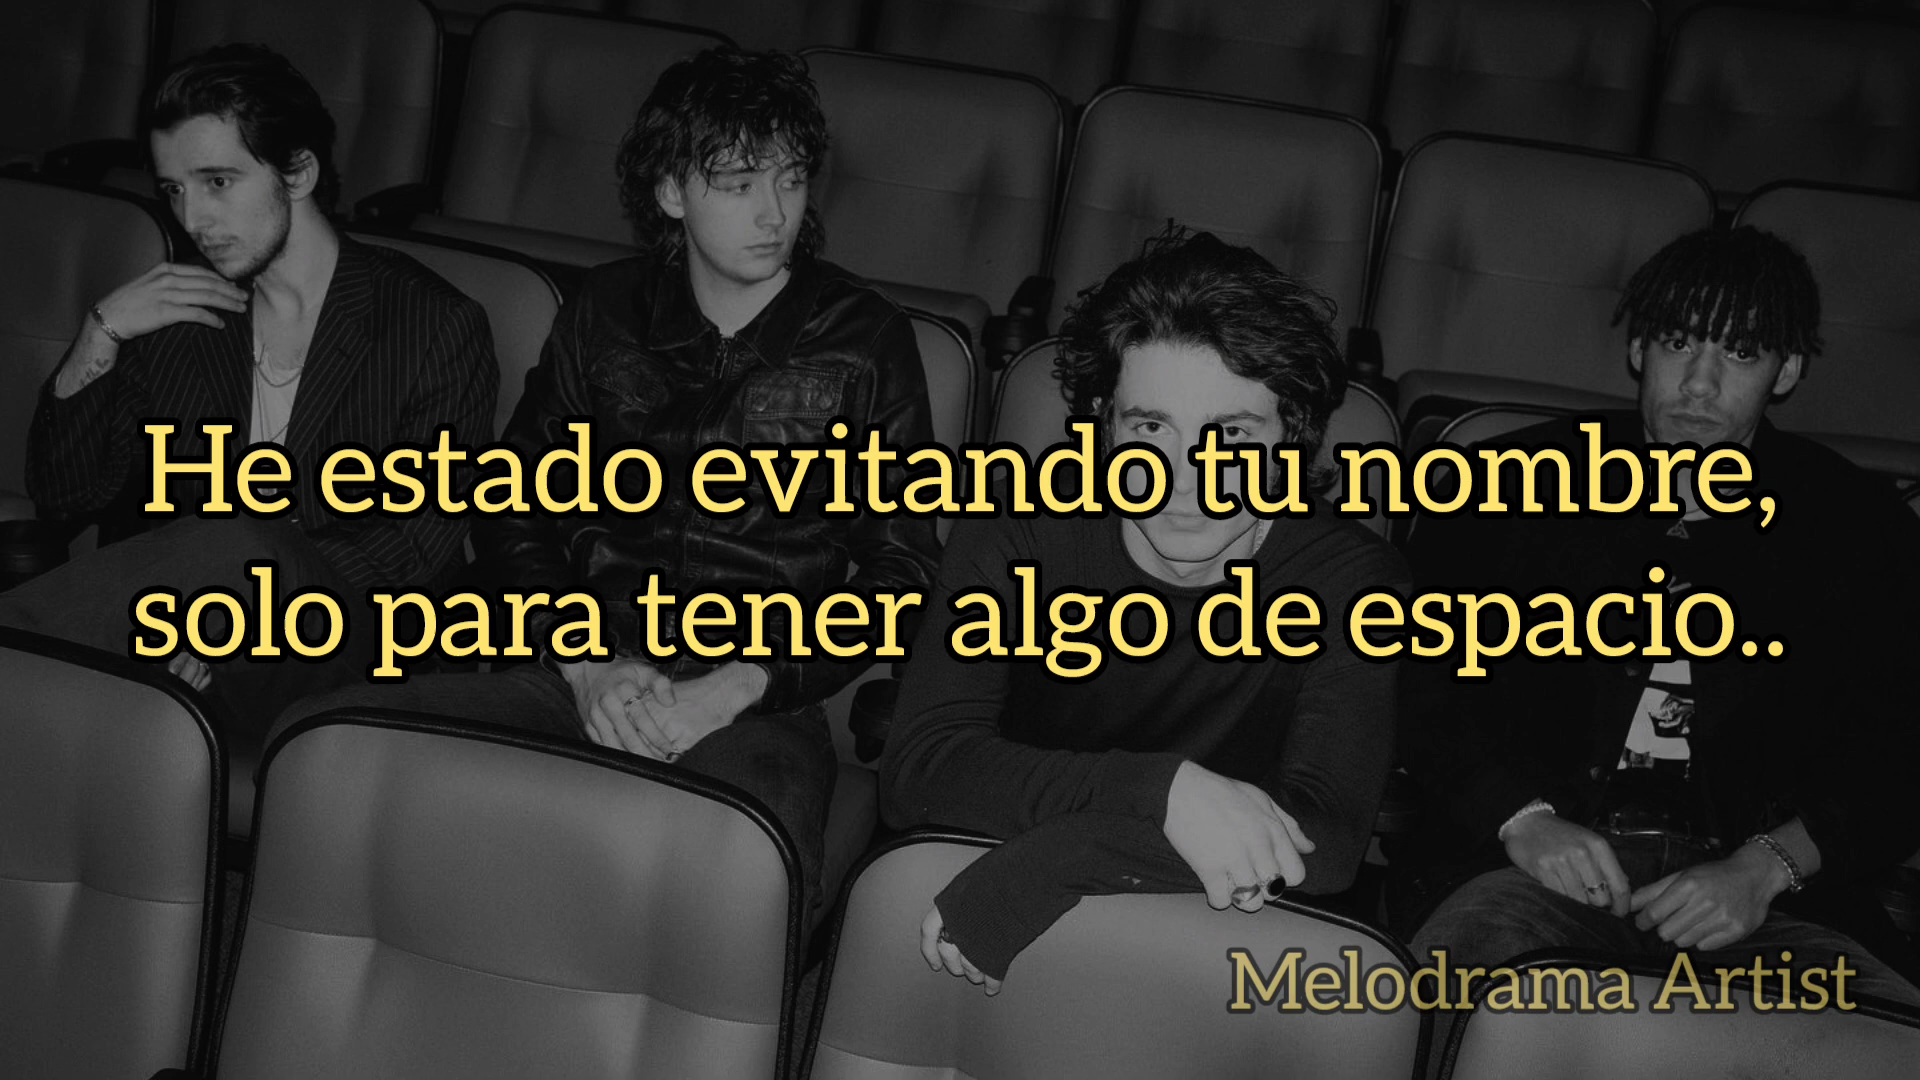 He estado evitando tu nombre,
solo para tener algo de espacio..
Melodrama Artist